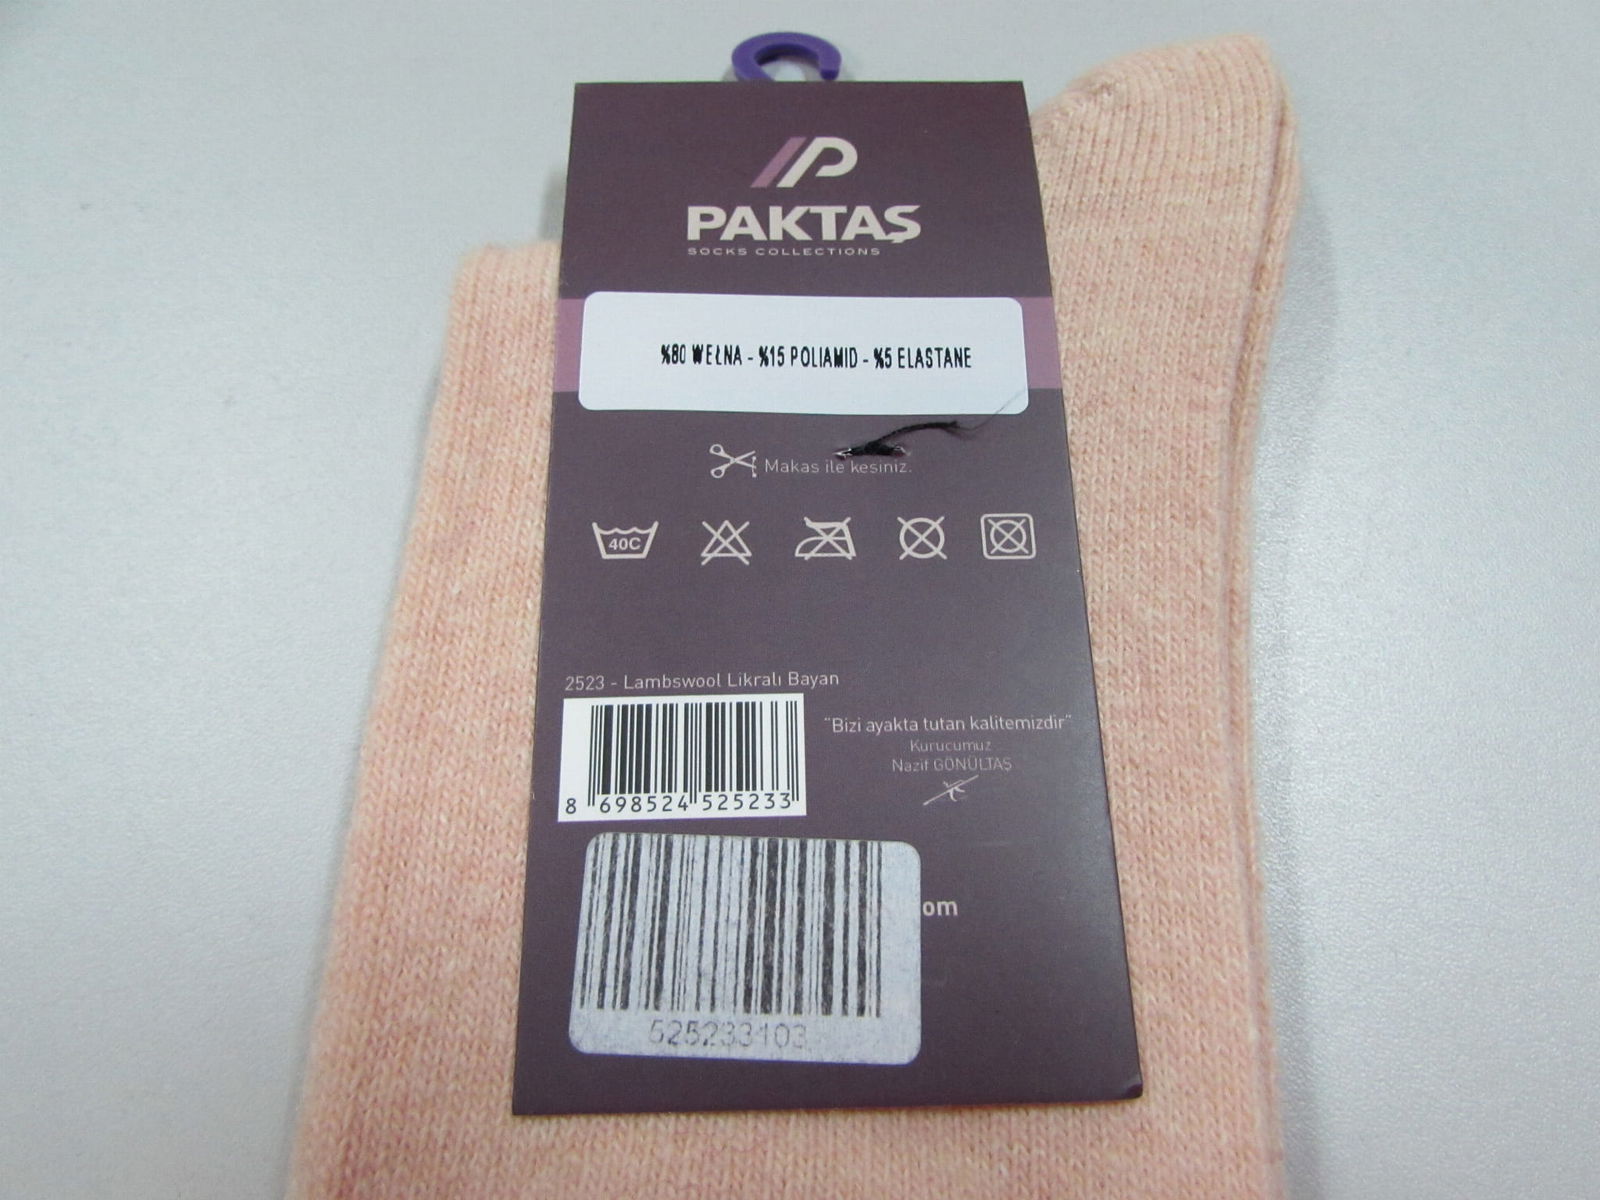 PAKTAŞ
SOCKS COLLECTIONS
%80 WEŁNA - %15 POLIAMID - %5 ELASTANE
Makas ile kesiniz.
40C
2523 - Lambswool Likralı Bayan
8 698524 525233
"Bizi ayakta tutan kalitemizdir"
Kurucumuz
Nazif GÖNÜLTAŞ
om
525233103